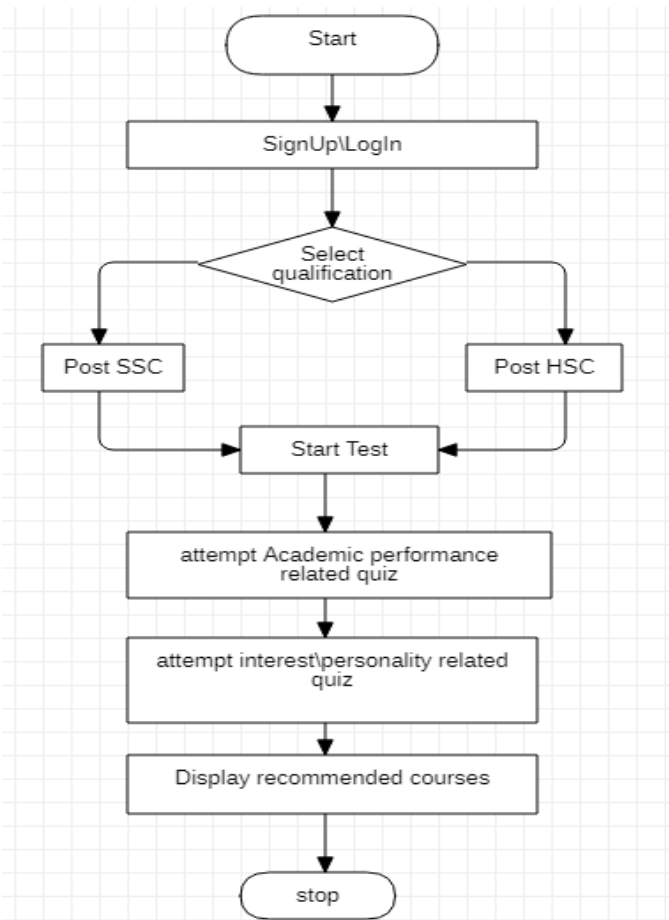 Start
SignUp\LogIn
Select
qualification
Post SSC
Post HSC
Start Test
attempt Academic performance
related quiz
attempt interest\personality related
quiz
Display recommended courses
stop